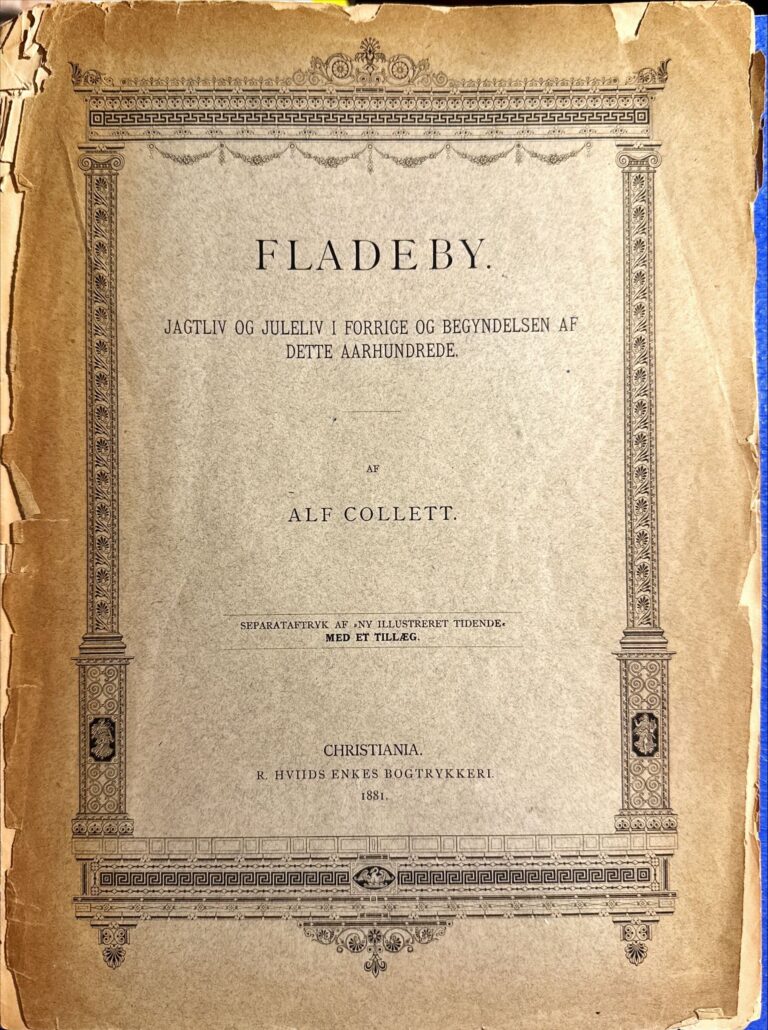 FLADEBY.
JAGTLIV OG JULELIV I FORRIGE OG BEGYNDELSEN AF
DETTE AARHUNDREDE.
AF
ALF COLLETT.
SEPARATAFTRYK AF »NY ILLUSTRERET TIDENDE«
MED ET TILLÆG.
CHRISTIANIA.
R. HVIIDS ENKES BOGTRYKKERI.
1881.